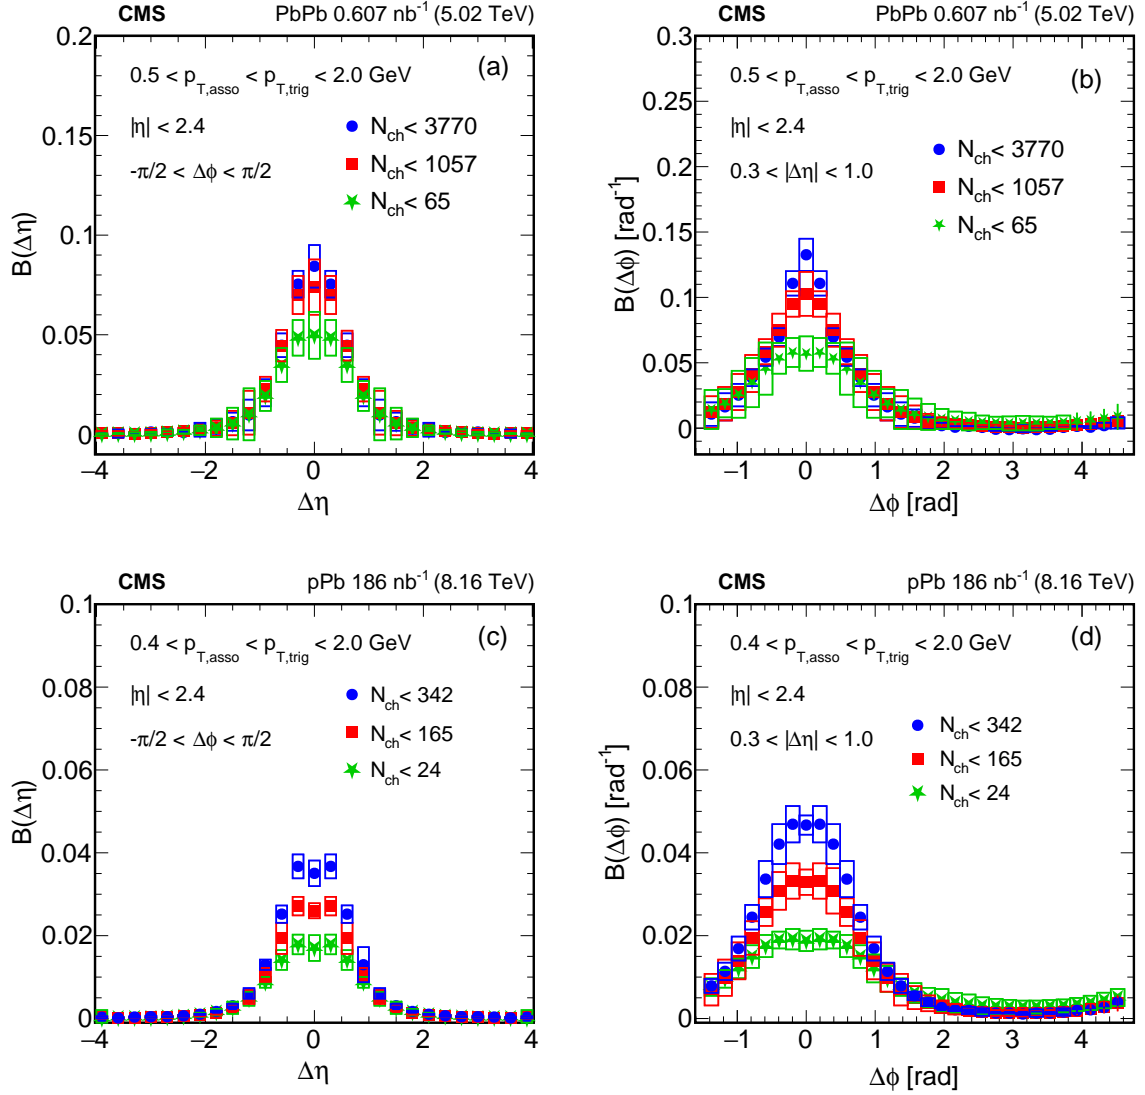 CMS PbPb 0.607 nb⁻¹ (5.02 TeV)
0.2
(a)
0.5 < p_T,asso < p_T,trig < 2.0 GeV
|η| < 2.4
-π/2 < Δϕ < π/2
N_ch < 3770
N_ch < 1057
N_ch < 65
0.15
0.1
0.05
0
B(Δη)
−4 −2 0 2 4
Δη
CMS PbPb 0.607 nb⁻¹ (5.02 TeV)
0.3
(b)
0.5 < p_T,asso < p_T,trig < 2.0 GeV
|η| < 2.4
0.3 < |Δη| < 1.0
N_ch < 3770
N_ch < 1057
N_ch < 65
0.25
0.2
0.15
0.1
0.05
0
B(Δϕ) [rad⁻¹]
−1 0 1 2 3 4
Δϕ [rad]
CMS pPb 186 nb⁻¹ (8.16 TeV)
0.1
(c)
0.4 < p_T,asso < p_T,trig < 2.0 GeV
|η| < 2.4
-π/2 < Δϕ < π/2
N_ch < 342
N_ch < 165
N_ch < 24
0.08
0.06
0.04
0.02
0
B(Δη)
−4 −2 0 2 4
Δη
CMS pPb 186 nb⁻¹ (8.16 TeV)
0.1
(d)
0.4 < p_T,asso < p_T,trig < 2.0 GeV
|η| < 2.4
0.3 < |Δη| < 1.0
N_ch < 342
N_ch < 165
N_ch < 24
0.08
0.06
0.04
0.02
0
B(Δϕ) [rad⁻¹]
−1 0 1 2 3 4
Δϕ [rad]